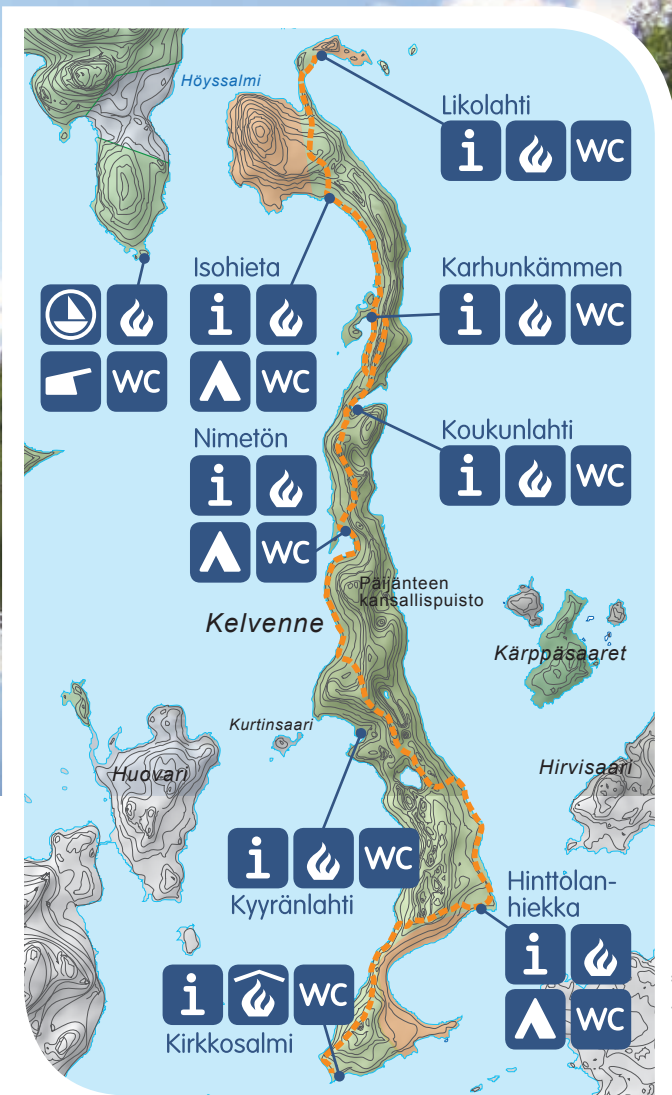 Höyssalmi
Likolahti
i WC
Isohieta
i
WC
WC
Karhunkämmen
i WC
Nimetön
i
WC
Koukunlahti
i WC
Päijänteen
kansallispuisto
Kelvenne
Kärppäsaaret
Kurtinsaari
Huovari
Hirvisaari
i WC
Kyyränlahti
Hinttolan-
hiekka
i
WC
i WC
Kirkkosalmi